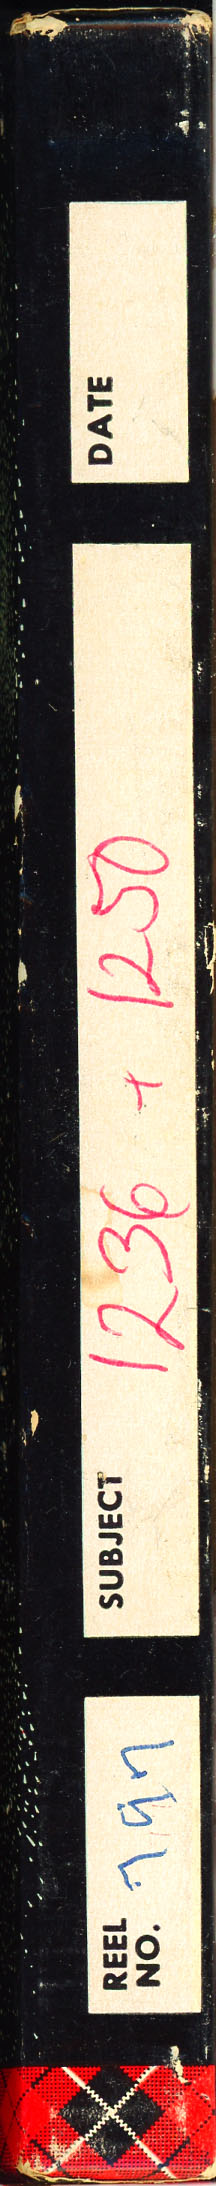 REEL
NO.
SUBJECT 1236 + 1250
DATE